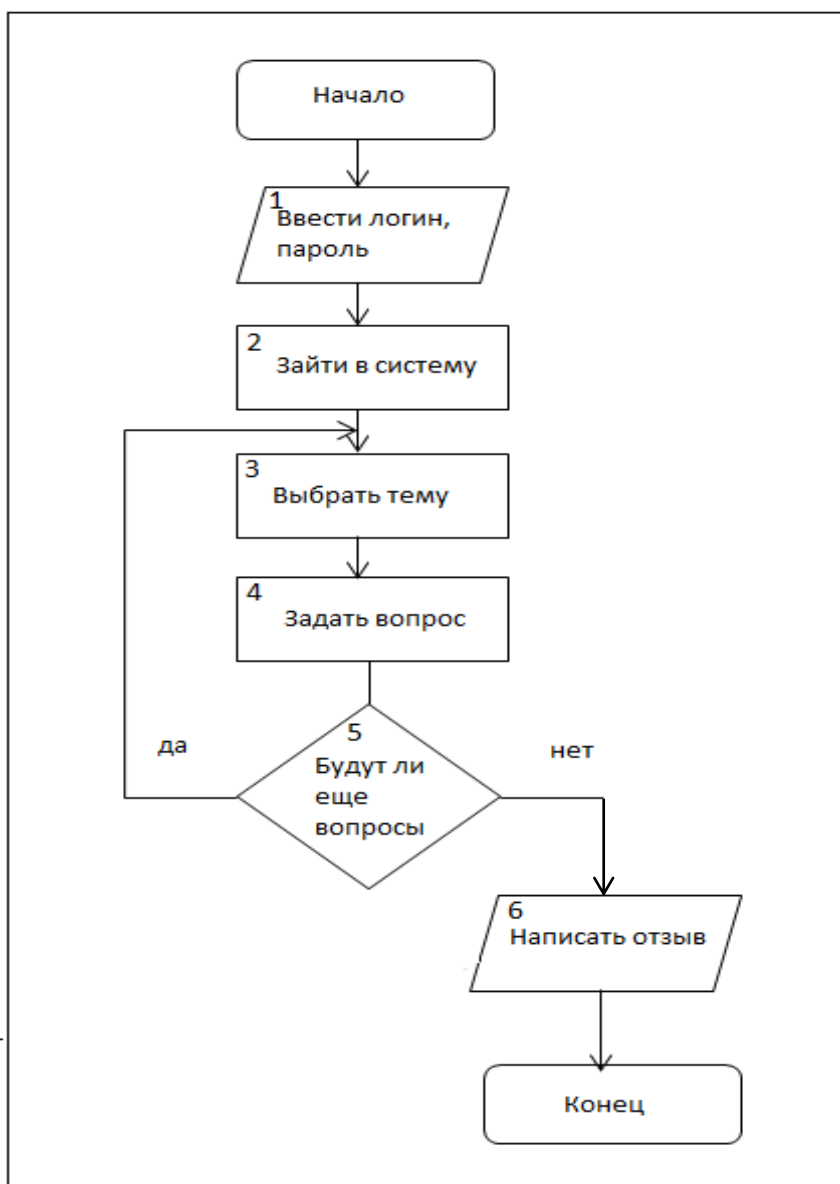 Начало
1
Ввести логин,
пароль
2
Зайти в систему
3
Выбрать тему
4
Задать вопрос
5
Будут ли
еще
вопросы
да
нет
6
Написать отзыв
Конец